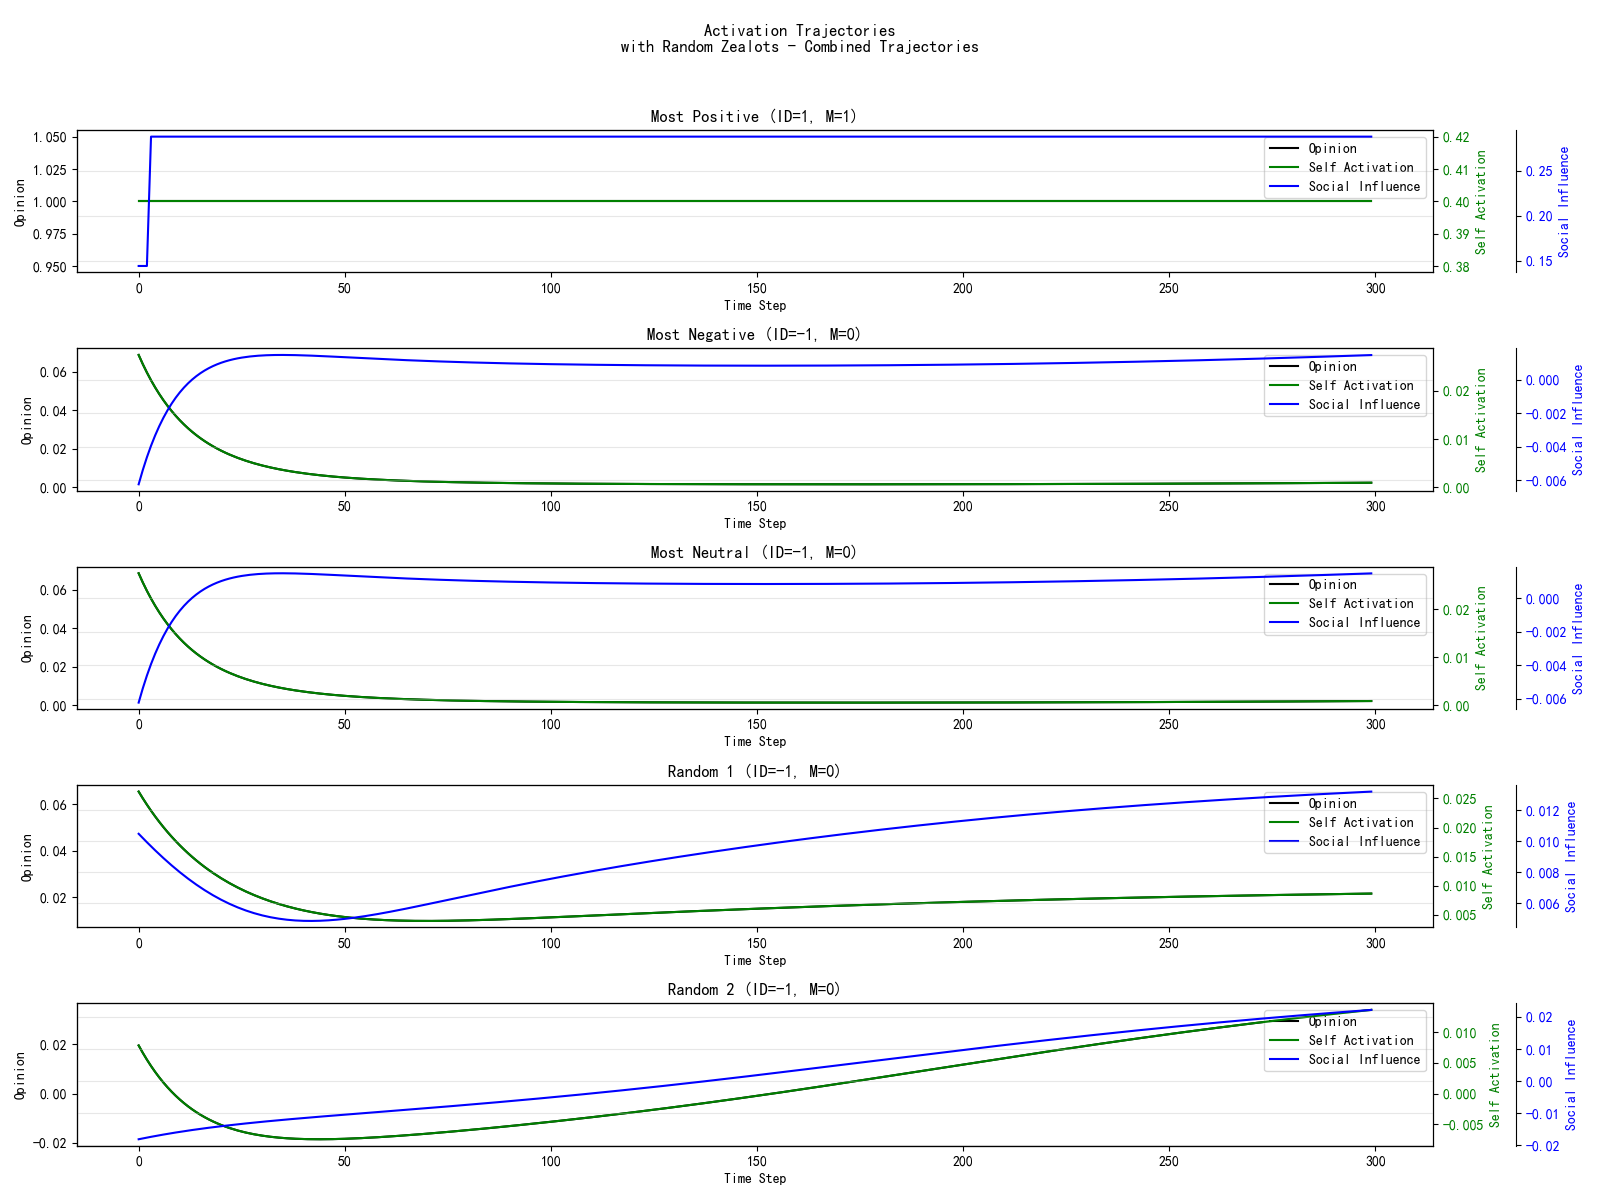 Activation Trajectories
with Random Zealots - Combined Trajectories
Most Positive (ID=1, M=1)
Opinion
1.050
1.025
1.000
0.975
0.950
0
50
100
150
200
250
300
Time Step
Opinion
Self Activation
Social Influence
0.42
0.41
0.40
0.39
0.38
Self Activation
0.25
0.20
0.15
Social Influence
Most Negative (ID=-1, M=0)
Opinion
0.06
0.04
0.02
0.00
0
50
100
150
200
250
300
Time Step
Opinion
Self Activation
Social Influence
0.02
0.01
0.00
Self Activation
0.000
-0.002
-0.004
-0.006
Social Influence
Most Neutral (ID=-1, M=0)
Opinion
0.06
0.04
0.02
0.00
0
50
100
150
200
250
300
Time Step
Opinion
Self Activation
Social Influence
0.02
0.01
0.00
Self Activation
0.000
-0.002
-0.004
-0.006
Social Influence
Random 1 (ID=-1, M=0)
Opinion
0.06
0.04
0.02
0
50
100
150
200
250
300
Time Step
Opinion
Self Activation
Social Influence
0.025
0.020
0.015
0.010
0.005
Self Activation
0.012
0.010
0.008
0.006
Social Influence
Random 2 (ID=-1, M=0)
Opinion
0.02
0.00
-0.02
0
50
100
150
200
250
300
Time Step
Opinion
Self Activation
Social Influence
0.010
0.005
0.000
-0.005
Self Activation
0.02
0.01
0.00
-0.01
-0.02
Social Influence